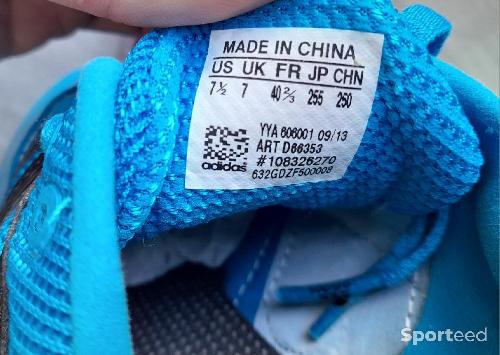 MADE IN CHINA
US UK FR JP CHN
7½ 7 40⅔ 255 250
YYA 606001 09/13
ART D66353
#108326270
632GDZF500009
adidas
Sporteed